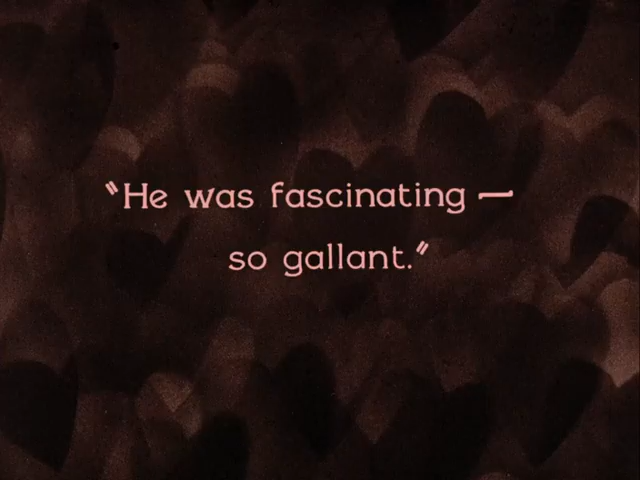 "He was fascinating —
so gallant."